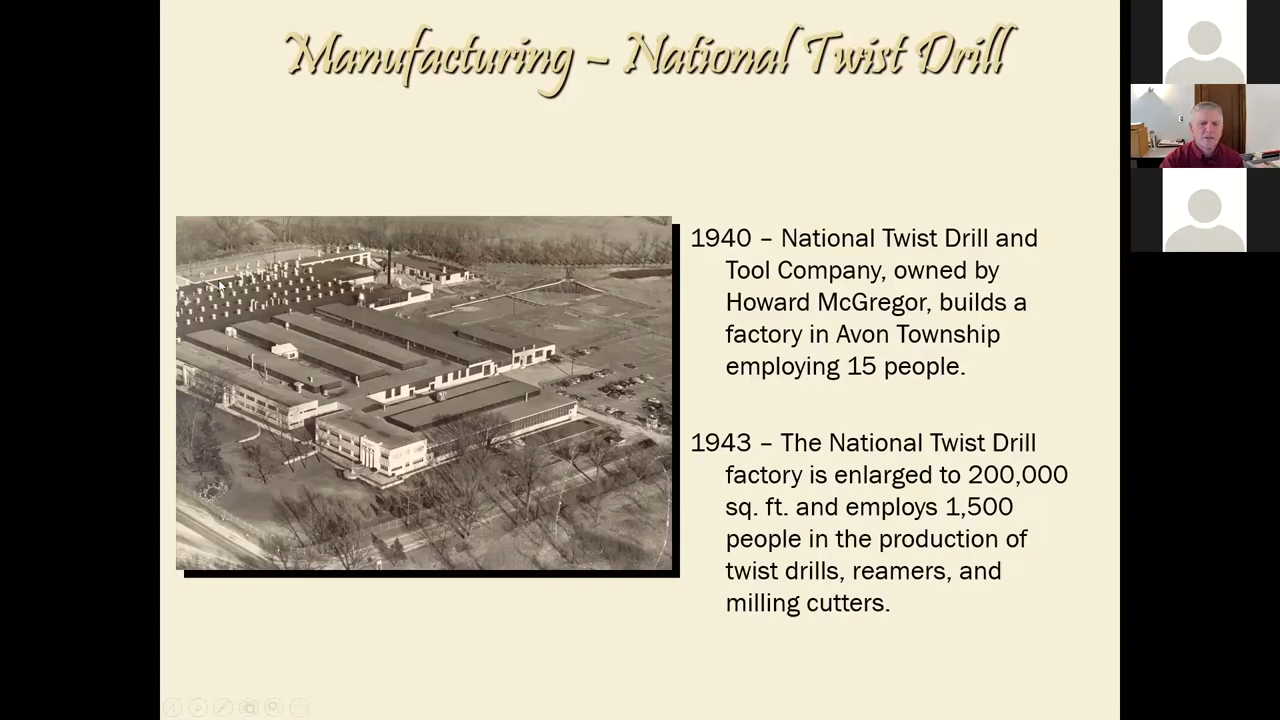 Manufacturing – National Twist Drill
1940 – National Twist Drill and
Tool Company, owned by
Howard McGregor, builds a
factory in Avon Township
employing 15 people.
1943 – The National Twist Drill
factory is enlarged to 200,000
sq. ft. and employs 1,500
people in the production of
twist drills, reamers, and
milling cutters.